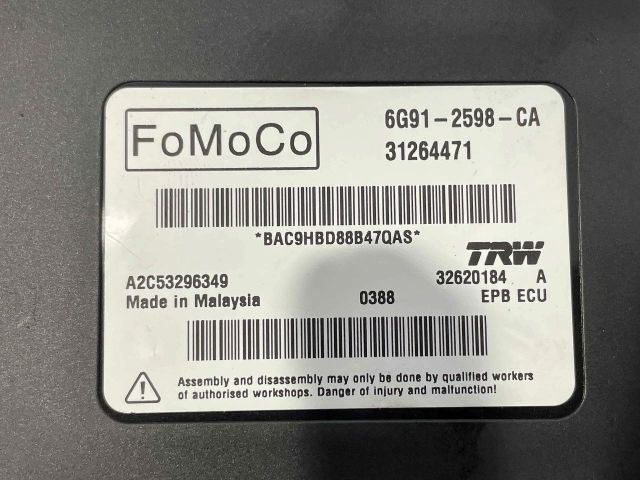 FoMoCo
6G91-2598-CA
31264471
*BAC9HBD88B47QAS*
TRW
A2C53296349
32620184 A
Made in Malaysia 0388 EPB ECU
Assembly and disassembly may only be done by qualified workers
of authorised workshops. Danger of injury and malfunction!